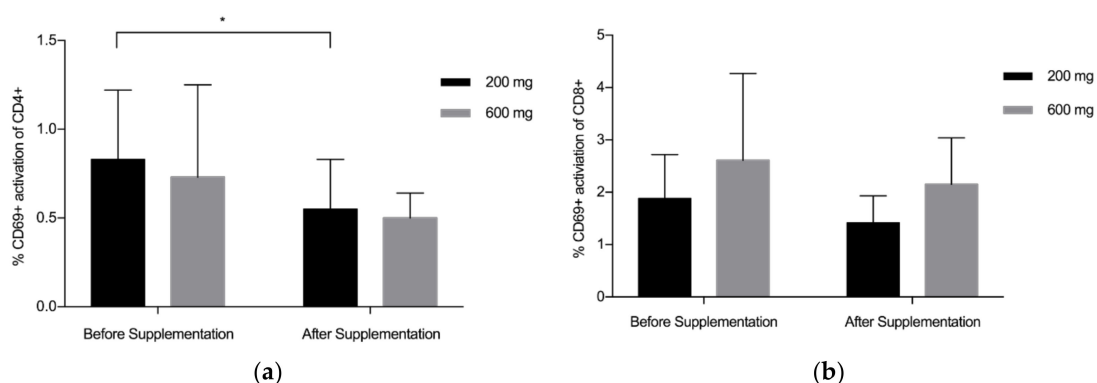 *
1.5
1.0
0.5
0.0
% CD69+ activation of CD4+
200 mg
600 mg
Before Supplementation
After Supplementation
(a)
5
4
3
2
1
0
% CD69+ activiation of CD8+
200 mg
600 mg
Before Supplementation
After Supplementation
(b)